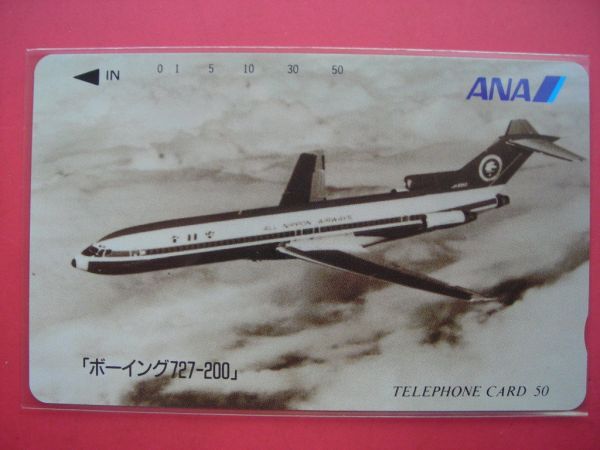 IN
0 1 5 10 30 50
ANA
全日空
ALL NIPPON AIRWAYS
「ボーイング727-200」
TELEPHONE CARD 50